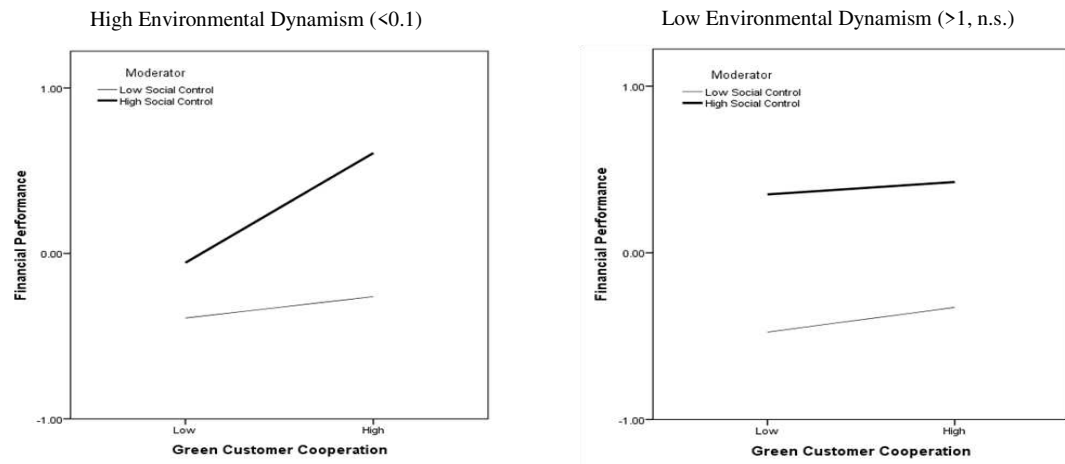 High Environmental Dynamism (<0.1)
Moderator
Low Social Control
High Social Control
1.00
0.00
-1.00
Financial Performance
Low
High
Green Customer Cooperation
Low Environmental Dynamism (>1, n.s.)
Moderator
Low Social Control
High Social Control
1.00
0.00
-1.00
Financial Performance
Low
High
Green Customer Cooperation